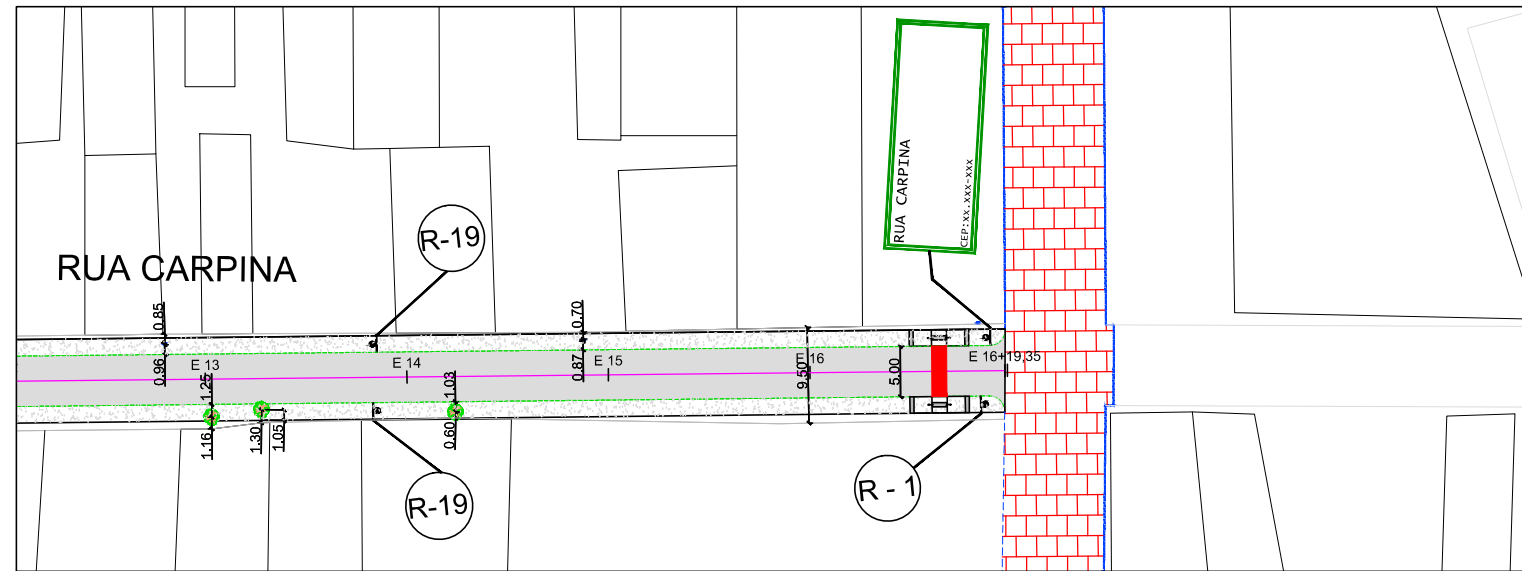 RUA CARPINA
CEP:xx.xxx-xxx
R-19
RUA CARPINA
0.85
0.70
0.96
E 13
1.25
E 14
1.03
0.87
E 15
E 16
9.50
5.00
E 16+19,35
1.16
1.30
1.05
0.60
R-19
R - 1